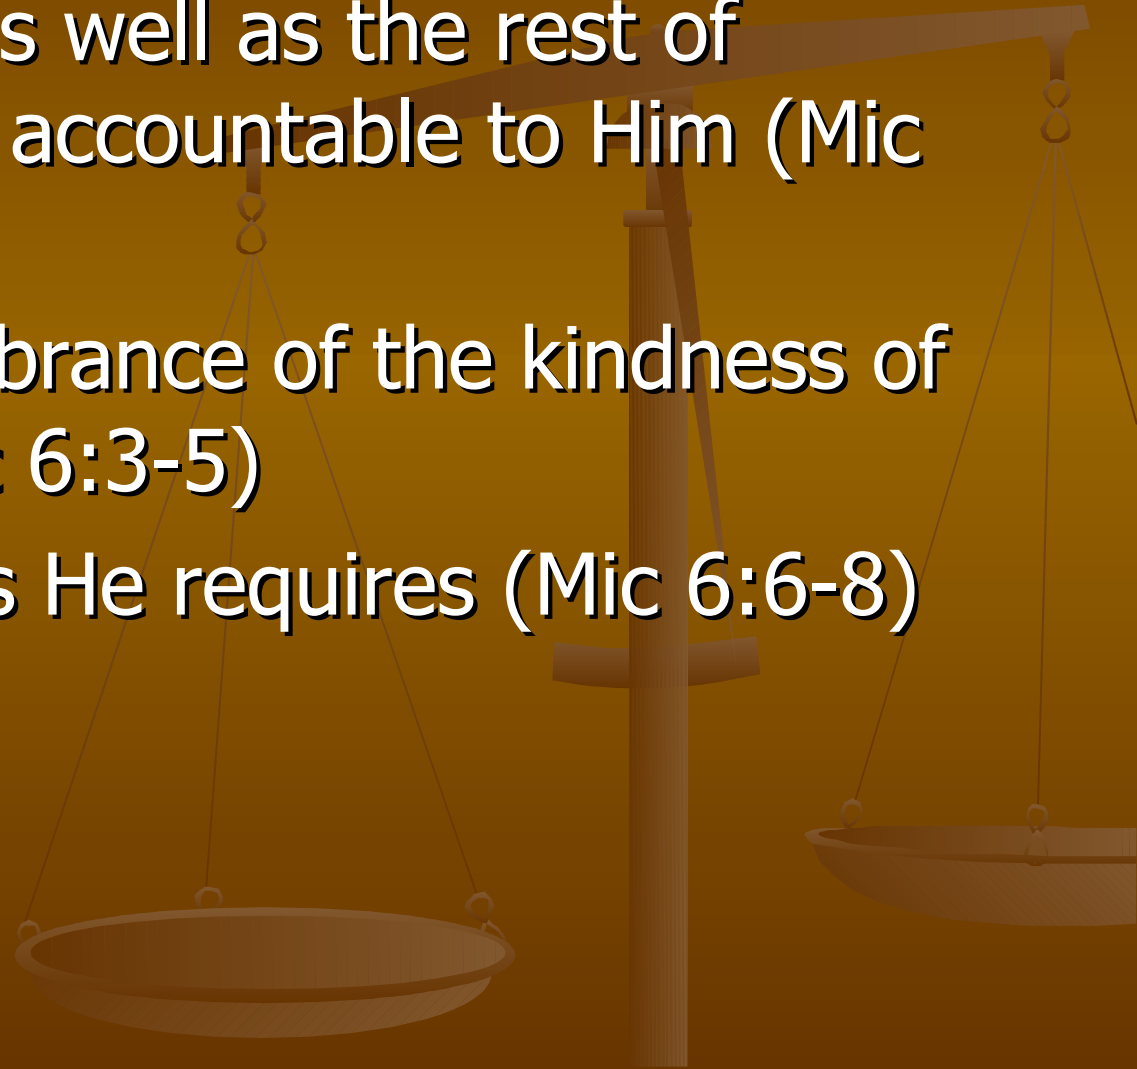 s well as the rest of
accountable to Him (Mic
brance of the kindness of
6:3-5)
s He requires (Mic 6:6-8)